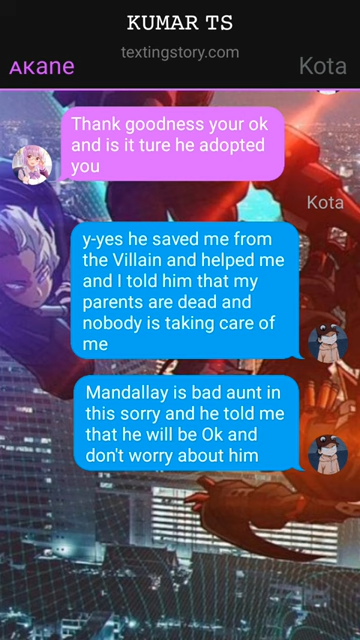 KUMAR TS
textingstory.com
AKane
Kota
Thank goodness your ok
and is it ture he adopted
you
Kota
y-yes he saved me from
the Villain and helped me
and I told him that my
parents are dead and
nobody is taking care of
me
Mandallay is bad aunt in
this sorry and he told me
that he will be Ok and
don't worry about him